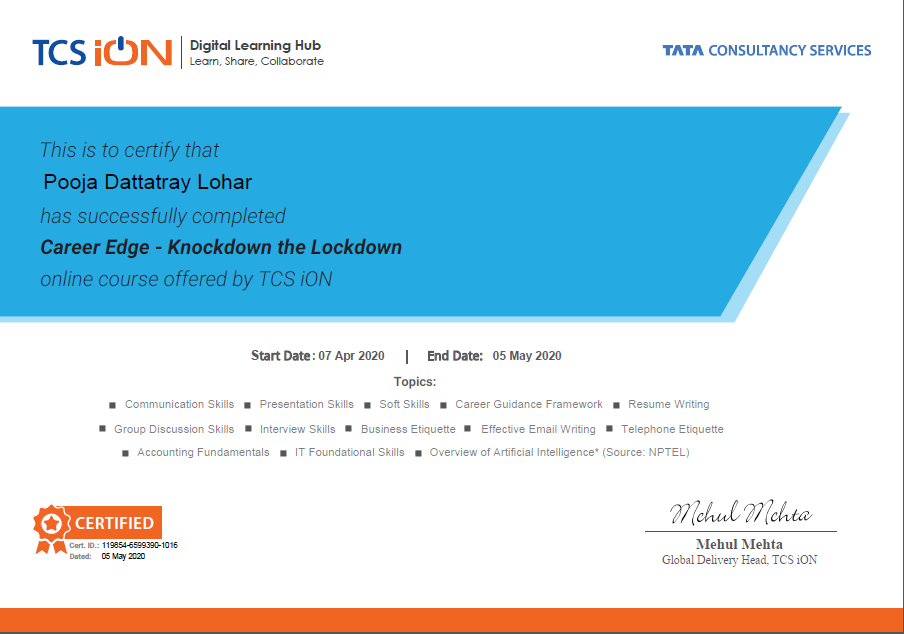 TCS iON
Digital Learning Hub
Learn, Share, Collaborate
TATA CONSULTANCY SERVICES
This is to certify that
Pooja Dattatray Lohar
has successfully completed
Career Edge - Knockdown the Lockdown
online course offered by TCS iON
Start Date: 07 Apr 2020 | End Date: 05 May 2020
Topics:
■ Communication Skills ■ Presentation Skills ■ Soft Skills ■ Career Guidance Framework ■ Resume Writing
■ Group Discussion Skills ■ Interview Skills ■ Business Etiquette ■ Effective Email Writing ■ Telephone Etiquette
■ Accounting Fundamentals ■ IT Foundational Skills ■ Overview of Artificial Intelligence* (Source: NPTEL)
CERTIFIED
Cert. ID.: 119854-6599390-1016
Dated: 05 May 2020
Mehul Mehta
Mehul Mehta
Global Delivery Head, TCS iON